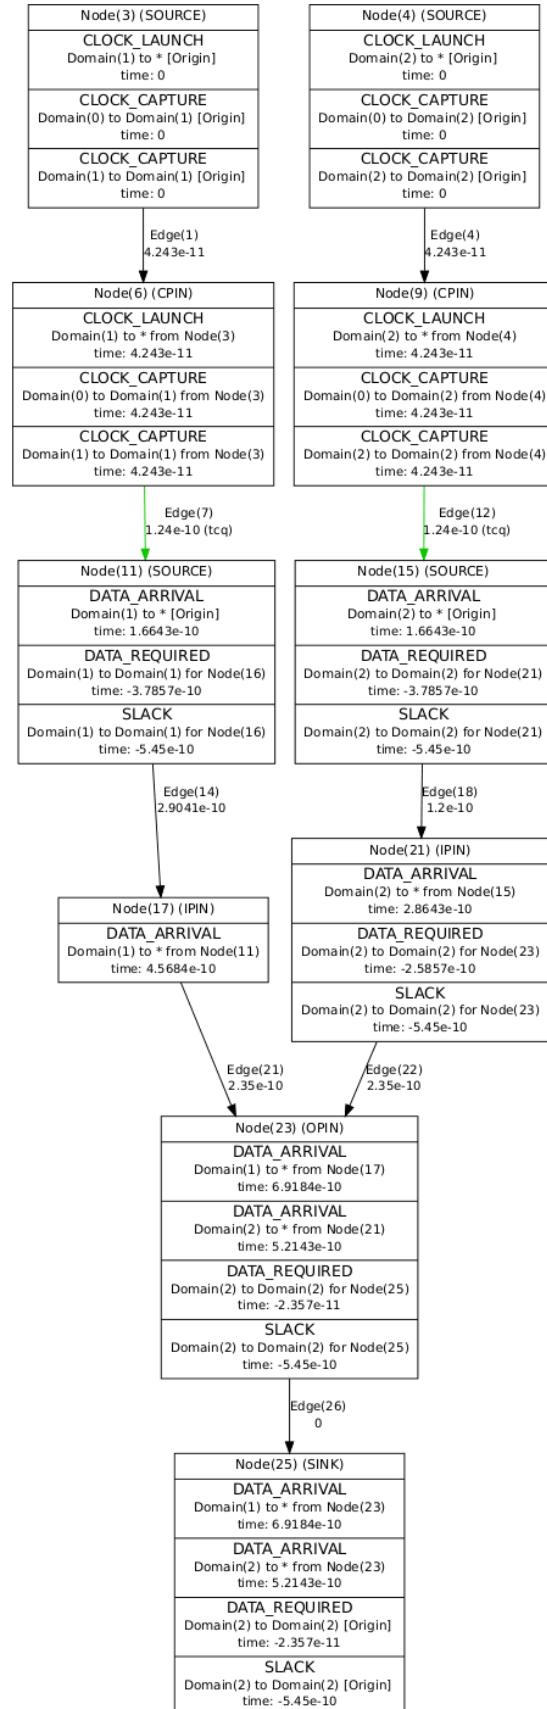 Node(3) (SOURCE)
CLOCK_LAUNCH
Domain(1) to * [Origin]
time: 0
CLOCK_CAPTURE
Domain(0) to Domain(1) [Origin]
time: 0
CLOCK_CAPTURE
Domain(1) to Domain(1) [Origin]
time: 0
Node(4) (SOURCE)
CLOCK_LAUNCH
Domain(2) to * [Origin]
time: 0
CLOCK_CAPTURE
Domain(0) to Domain(2) [Origin]
time: 0
CLOCK_CAPTURE
Domain(2) to Domain(2) [Origin]
time: 0
Edge(1)
4.243e-11
Edge(4)
4.243e-11
Node(6) (CPIN)
CLOCK_LAUNCH
Domain(1) to * from Node(3)
time: 4.243e-11
CLOCK_CAPTURE
Domain(0) to Domain(1) from Node(3)
time: 4.243e-11
CLOCK_CAPTURE
Domain(1) to Domain(1) from Node(3)
time: 4.243e-11
Node(9) (CPIN)
CLOCK_LAUNCH
Domain(2) to * from Node(4)
time: 4.243e-11
CLOCK_CAPTURE
Domain(0) to Domain(2) from Node(4)
time: 4.243e-11
CLOCK_CAPTURE
Domain(2) to Domain(2) from Node(4)
time: 4.243e-11
Edge(7)
1.24e-10 (tcq)
Edge(12)
1.24e-10 (tcq)
Node(11) (SOURCE)
DATA_ARRIVAL
Domain(1) to * [Origin]
time: 1.6643e-10
DATA_REQUIRED
Domain(1) to Domain(1) for Node(16)
time: -3.7857e-10
SLACK
Domain(1) to Domain(1) for Node(16)
time: -5.45e-10
Node(15) (SOURCE)
DATA_ARRIVAL
Domain(2) to * [Origin]
time: 1.6643e-10
DATA_REQUIRED
Domain(2) to Domain(2) for Node(21)
time: -3.7857e-10
SLACK
Domain(2) to Domain(2) for Node(21)
time: -5.45e-10
Edge(14)
2.9041e-10
Edge(18)
1.2e-10
Node(17) (IPIN)
DATA_ARRIVAL
Domain(1) to * from Node(11)
time: 4.5684e-10
Node(21) (IPIN)
DATA_ARRIVAL
Domain(2) to * from Node(15)
time: 2.8643e-10
DATA_REQUIRED
Domain(2) to Domain(2) for Node(23)
time: -2.5857e-10
SLACK
Domain(2) to Domain(2) for Node(23)
time: -5.45e-10
Edge(21)
2.35e-10
Edge(22)
2.35e-10
Node(23) (OPIN)
DATA_ARRIVAL
Domain(1) to * from Node(17)
time: 6.9184e-10
DATA_ARRIVAL
Domain(2) to * from Node(21)
time: 5.2143e-10
DATA_REQUIRED
Domain(2) to Domain(2) for Node(25)
time: -2.357e-11
SLACK
Domain(2) to Domain(2) for Node(25)
time: -5.45e-10
Edge(26)
0
Node(25) (SINK)
DATA_ARRIVAL
Domain(1) to * from Node(23)
time: 6.9184e-10
DATA_ARRIVAL
Domain(2) to * from Node(23)
time: 5.2143e-10
DATA_REQUIRED
Domain(2) to Domain(2) [Origin]
time: -2.357e-11
SLACK
Domain(2) to Domain(2) [Origin]
time: -5.45e-10